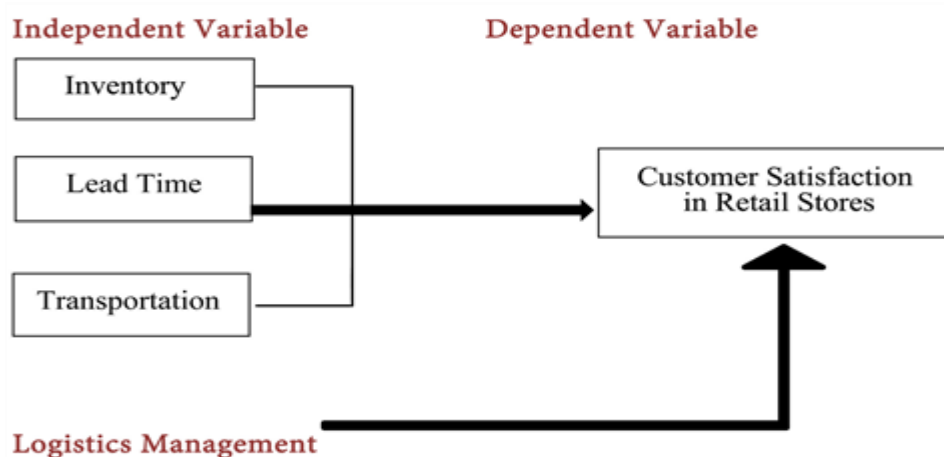 Independent Variable
Dependent Variable
Inventory
Lead Time
Transportation
Customer Satisfaction
in Retail Stores
Logistics Management